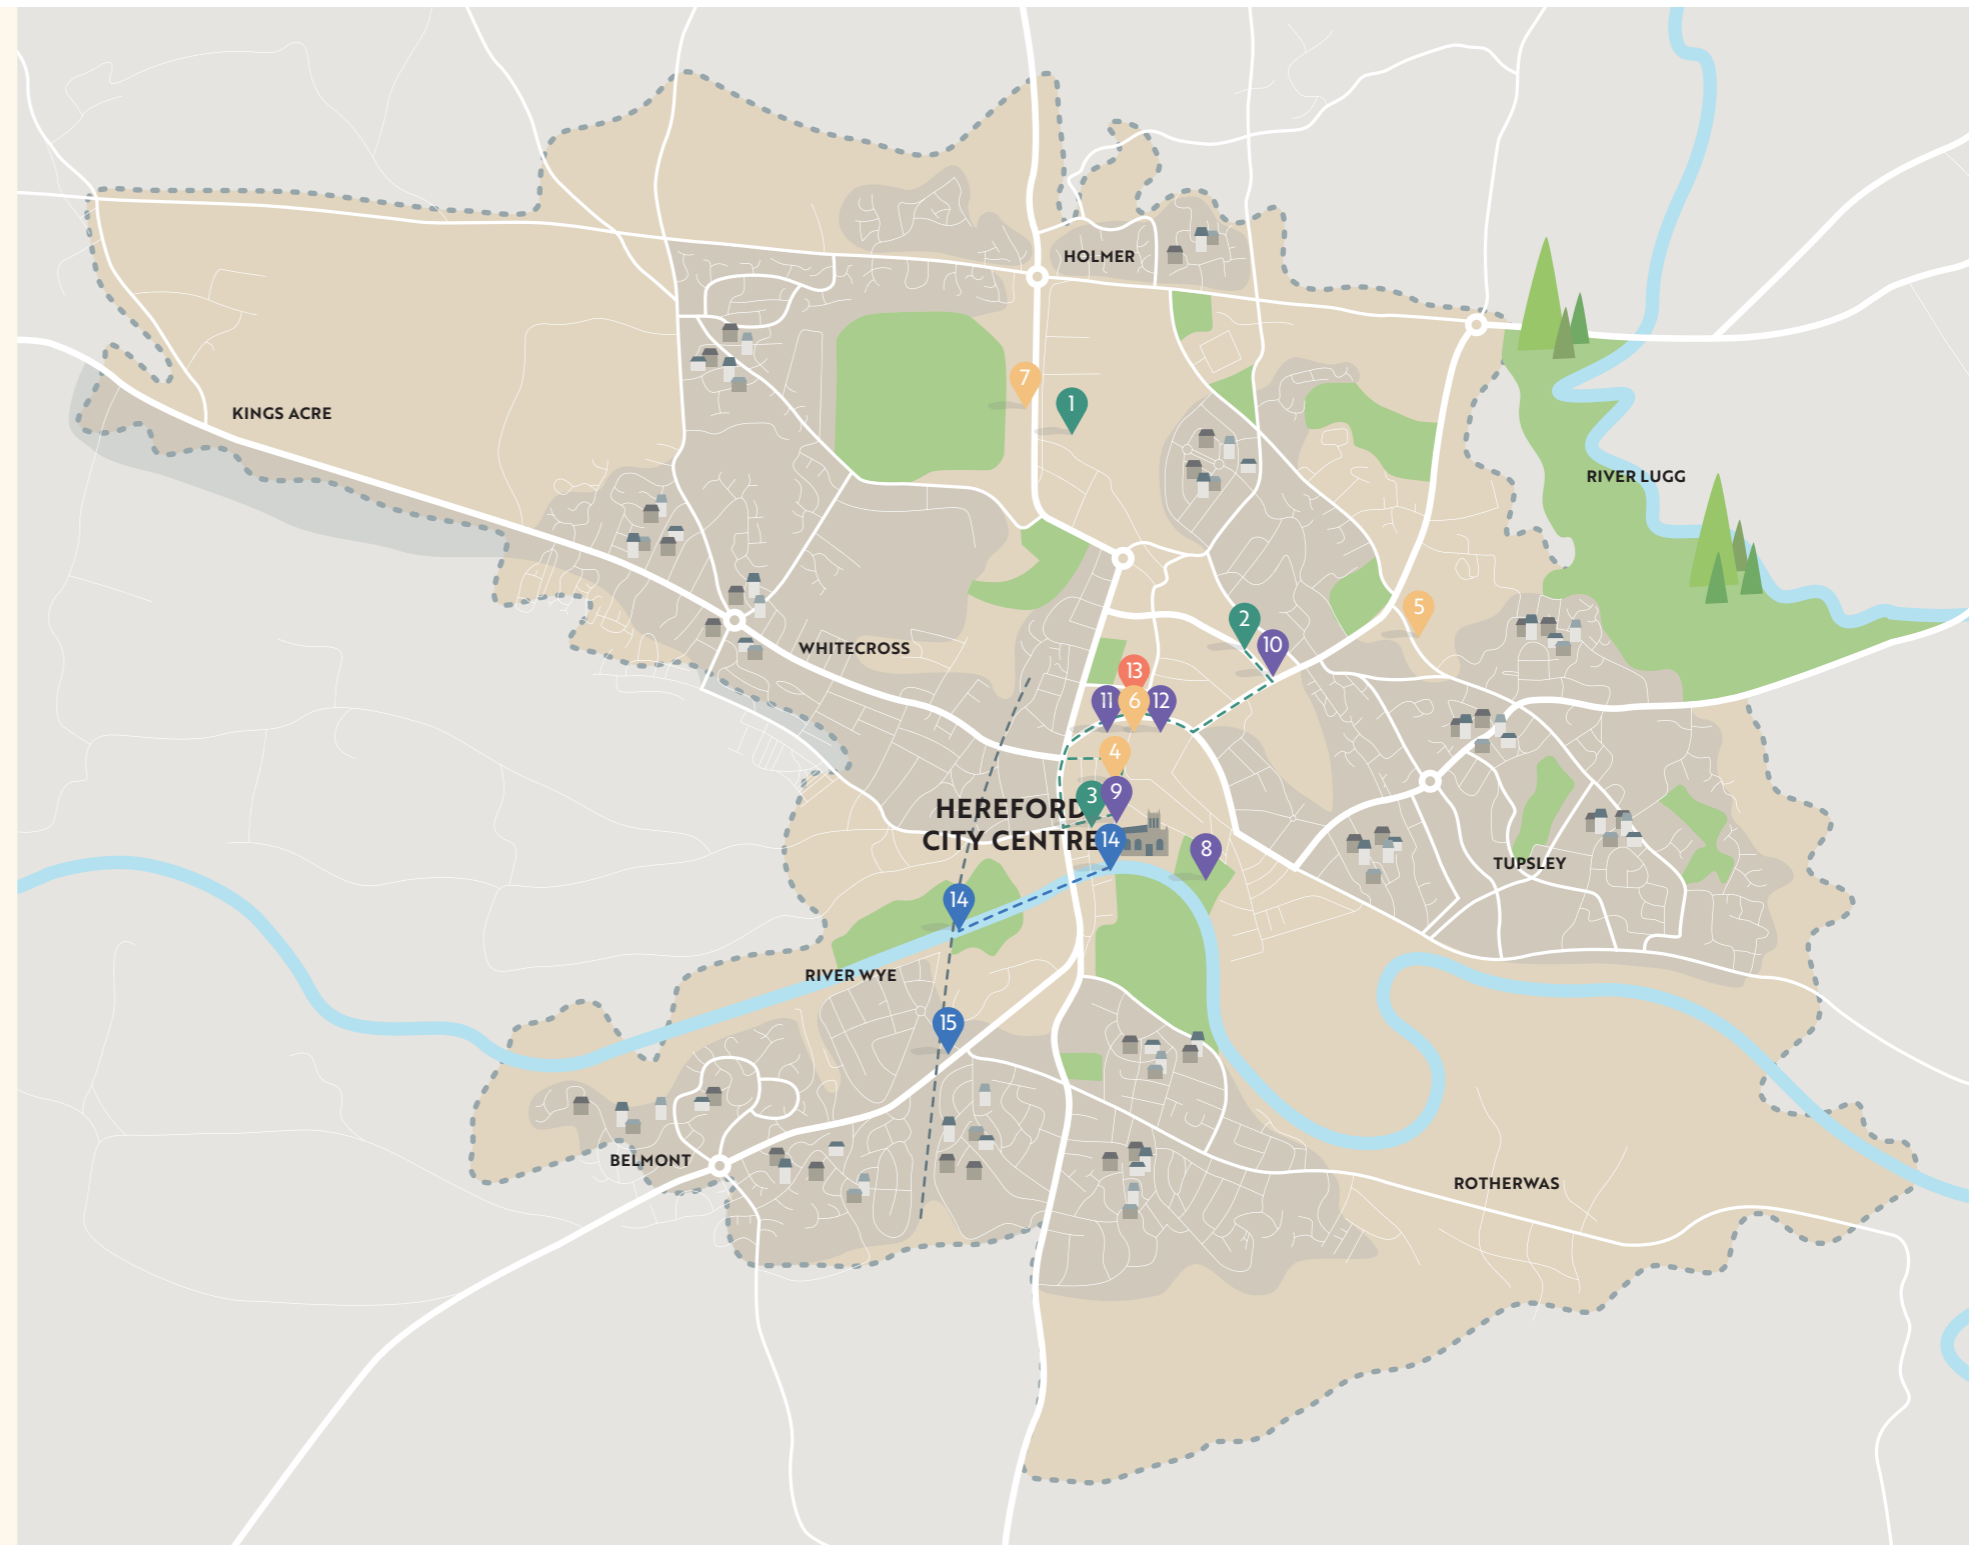 HOLMER
7
1
KINGS ACRE
RIVER LUGG
5
2
10
WHITECROSS
13
11
6
12
4
3
9
HEREFORD
CITY CENTRE
14
8
TUPSLEY
14
RIVER WYE
15
BELMONT
ROTHERWAS